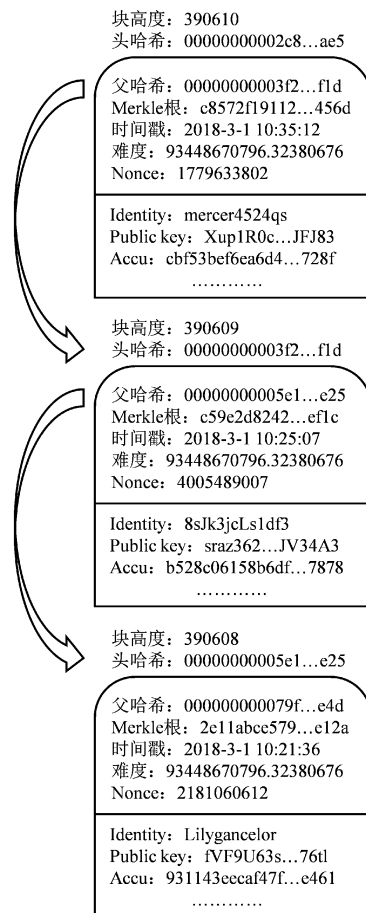 块高度：390610
头哈希：00000000002c8…ae5
父哈希：00000000003f2…f1d
Merkle根：c8572f19112…456d
时间戳：2018-3-1 10:35:12
难度：93448670796.32380676
Nonce：1779633802
Identity：mercer4524qs
Public key：Xup1R0c…JFJ83
Accu：cbf53bef6ea6d4…728f
…………
块高度：390609
头哈希：00000000003f2…f1d
父哈希：00000000005e1…e25
Merkle根：c59e2d8242…ef1c
时间戳：2018-3-1 10:25:07
难度：93448670796.32380676
Nonce：4005489007
Identity：8sJk3jcLs1df3
Public key：sraz362…JV34A3
Accu：b528c06158b6df…7878
…………
块高度：390608
头哈希：00000000005e1…e25
父哈希：000000000079f…e4d
Merkle根：2e11abce579…e12a
时间戳：2018-3-1 10:21:36
难度：93448670796.32380676
Nonce：2181060612
Identity：Lilygancelor
Public key：fVF9U63s…76tl
Accu：931143eecaf47f…e461
…………